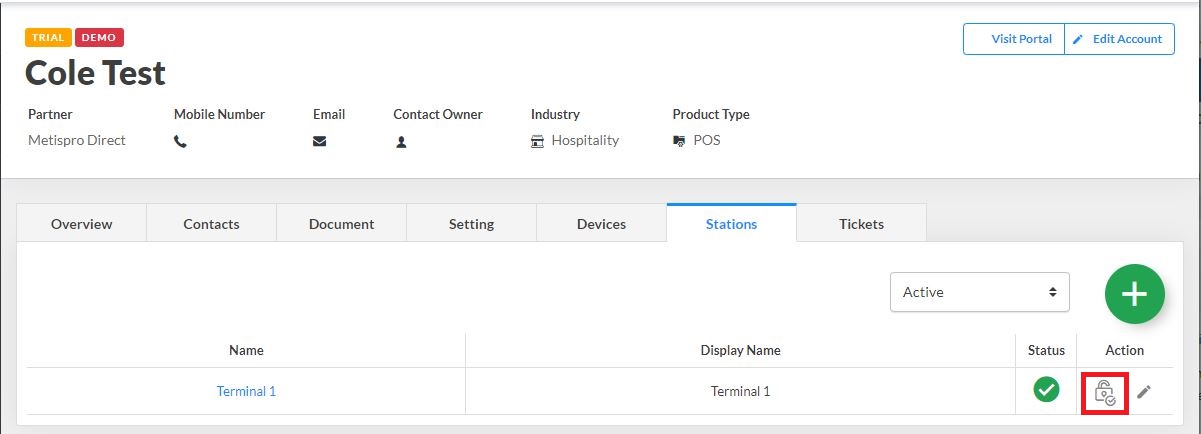 TRIAL DEMO
Cole Test
Visit Portal Edit Account
Partner Mobile Number Email Contact Owner Industry Product Type
Metispro Direct Hospitality POS
Overview Contacts Document Setting Devices Stations Tickets
Active
Name Display Name Status Action
Terminal 1 Terminal 1